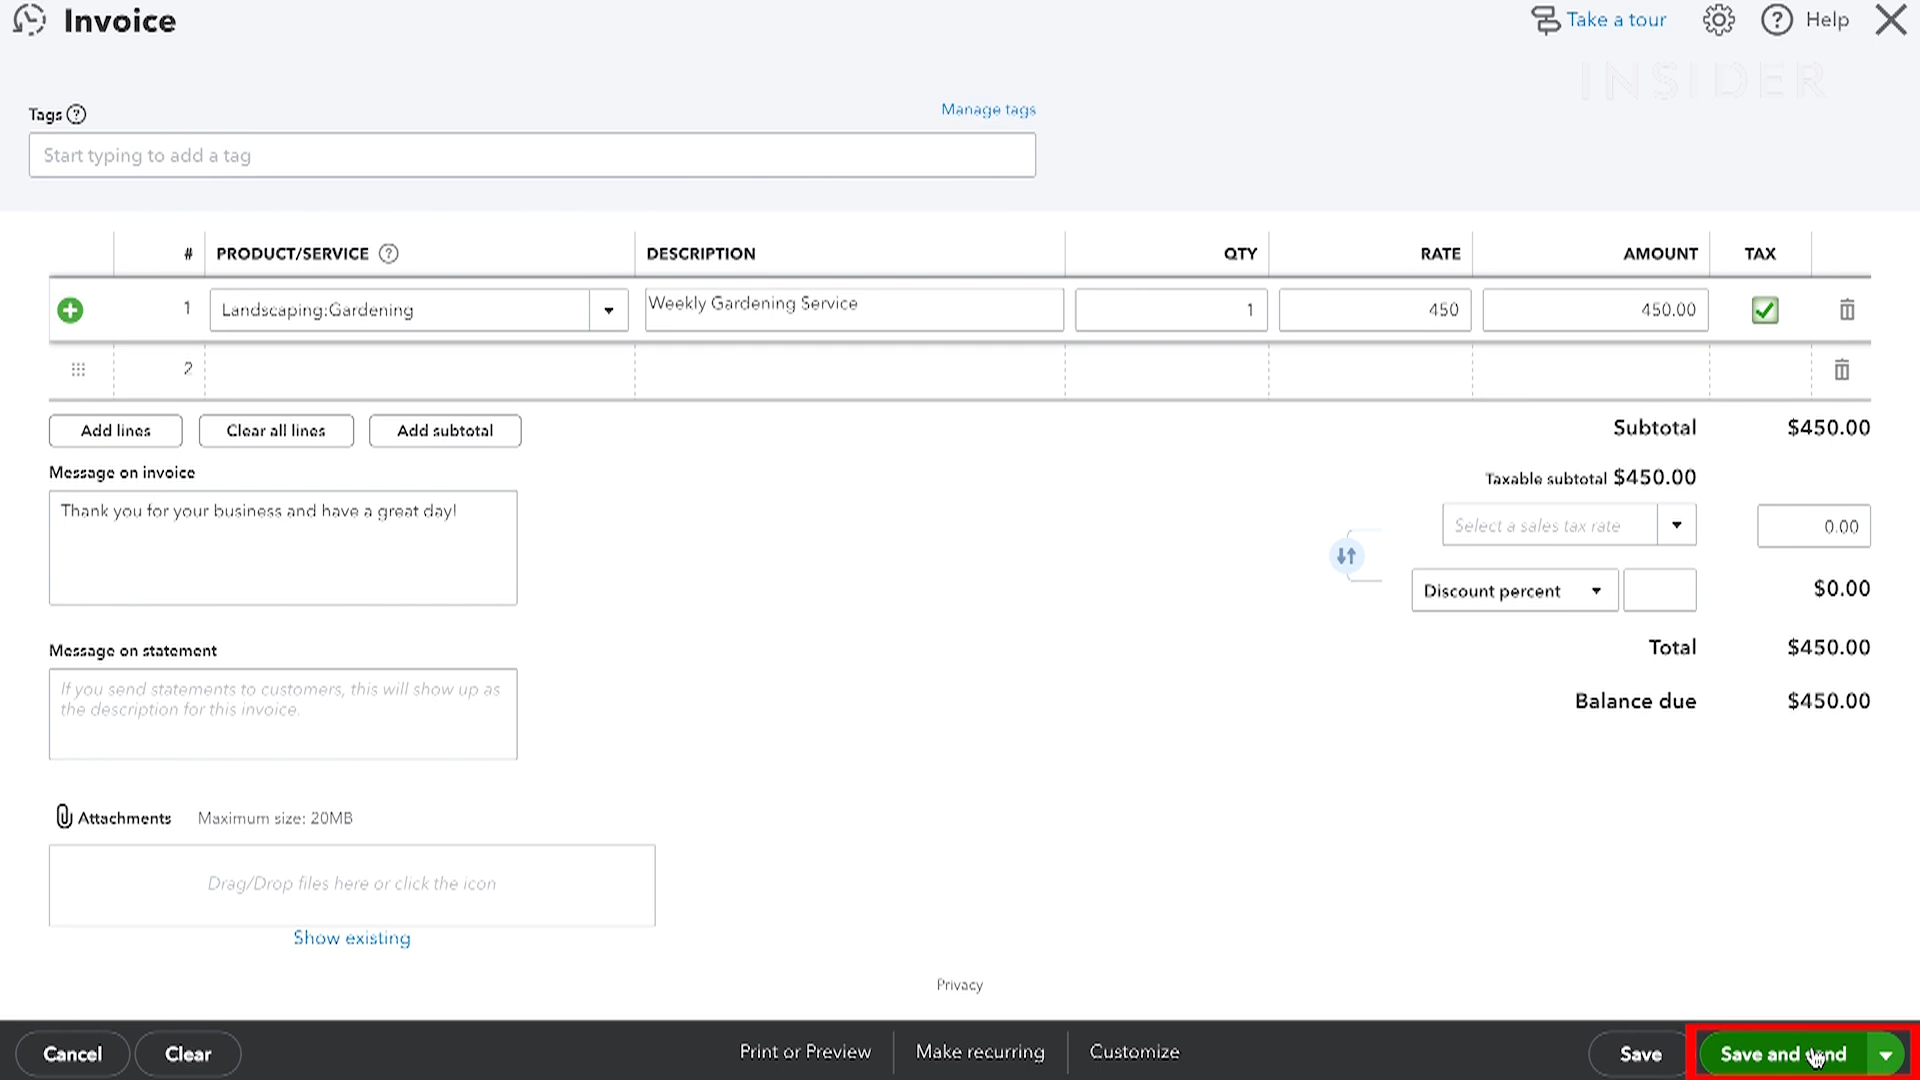 Invoice
Take a tour
Help
INSIDER
Tags
Manage tags
Start typing to add a tag
# PRODUCT/SERVICE DESCRIPTION QTY RATE AMOUNT TAX
1 Landscaping:Gardening Weekly Gardening Service 1 450 450.00
2
Add lines Clear all lines Add subtotal
Subtotal $450.00
Message on invoice
Taxable subtotal $450.00
Thank you for your business and have a great day!
Select a sales tax rate 0.00
Discount percent $0.00
Message on statement
Total $450.00
If you send statements to customers, this will show up as
the description for this invoice.
Balance due $450.00
Attachments Maximum size: 20MB
Drag/Drop files here or click the icon
Show existing
Privacy
Cancel Clear Print or Preview Make recurring Customize Save Save and send